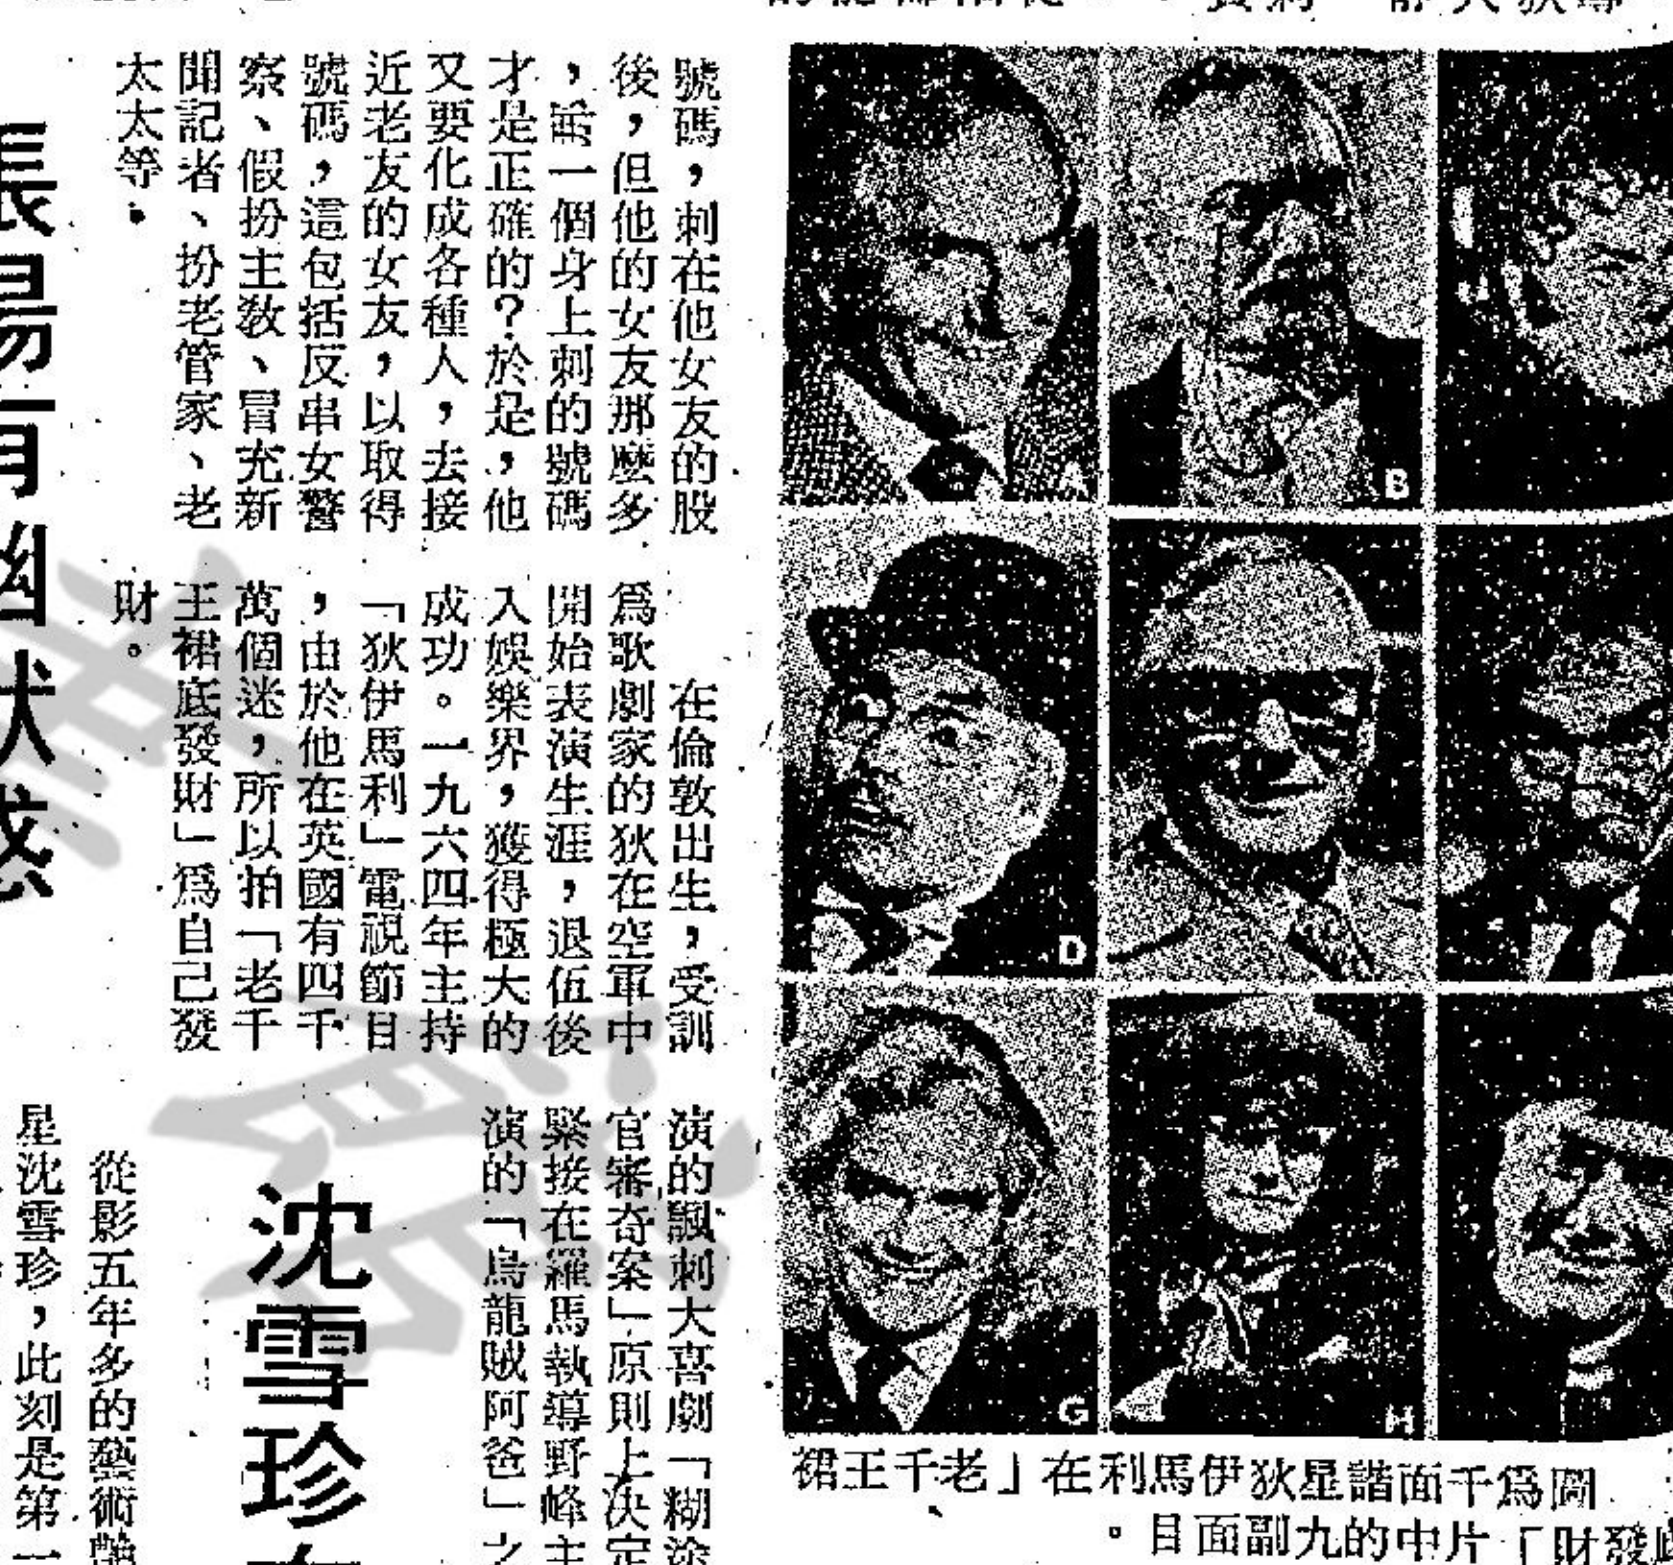 號碼，刺在他女友的股
後，但他的女友那麼多
，一個身上刺的號碼
才是正確的？於是，他
又要化成各種人，去接
近老友的女友，以取得
號碼，這包括反串女警
察、假扮主教、冒充新
聞記者、扮老管家、老
太太等。
在倫敦出生，受訓
爲歌劇家的狄在空軍中
開始表演生涯，退伍後
入娛樂界，獲得極大的
成功。一九六四年主持
「狄伊馬利」電視節目
，由於他在英國有四千
萬個迷，所以拍「老千
王裙底發財」爲自己發
財。
演的諷刺大喜劇「糊塗
官審奇案」原則上決定
緊接在羅馬執導野峰主
演的「烏龍賊阿爸」之
沈雪珍
從影五年多的藝術
星沈雪珍，此刻是第一
B
D
G
H
圖爲千面諧星狄伊馬利在「老千王裙
發財」片中的九副面目。